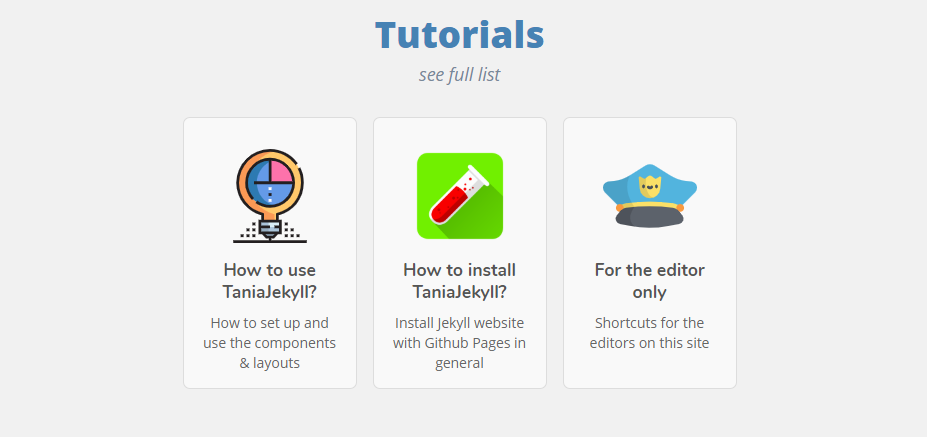 Tutorials
see full list
How to use
TaniaJekyll?
How to set up and
use the components
& layouts
How to install
TaniaJekyll?
Install Jekyll website
with Github Pages in
general
For the editor
only
Shortcuts for the
editors on this site